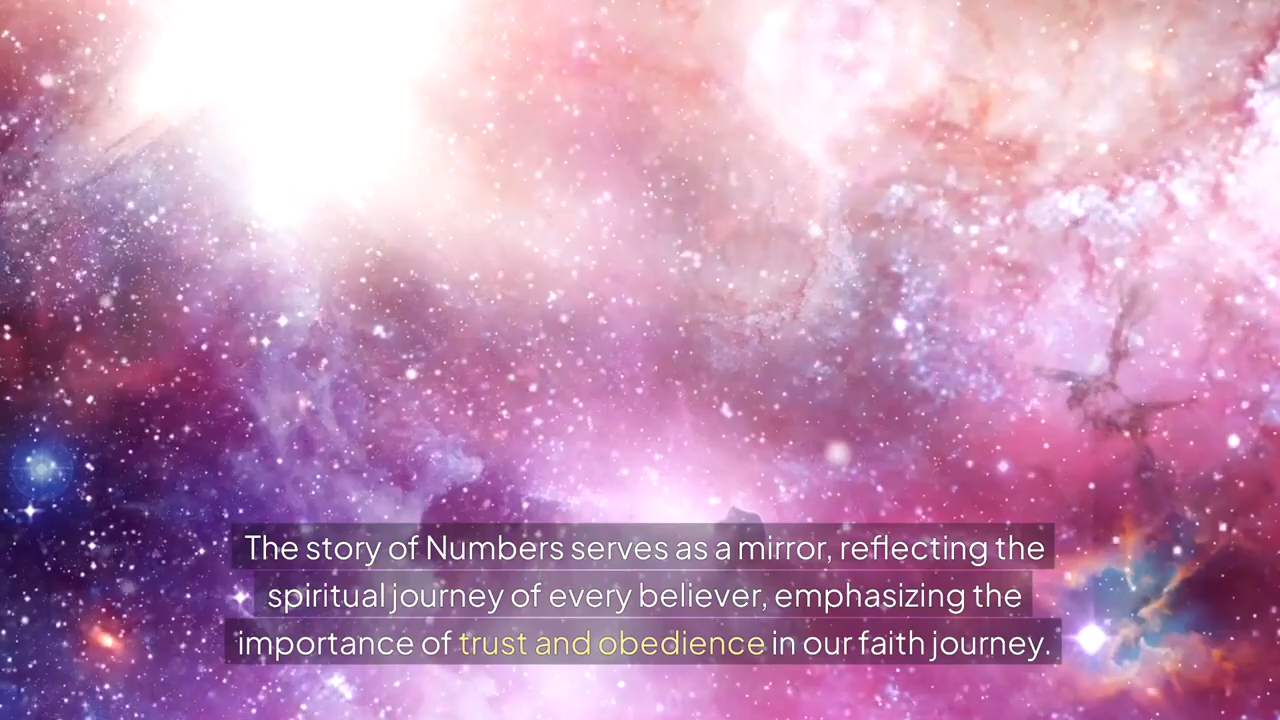 The story of Numbers serves as a mirror, reflecting the
spiritual journey of every believer, emphasizing the
importance of trust and obedience in our faith journey.